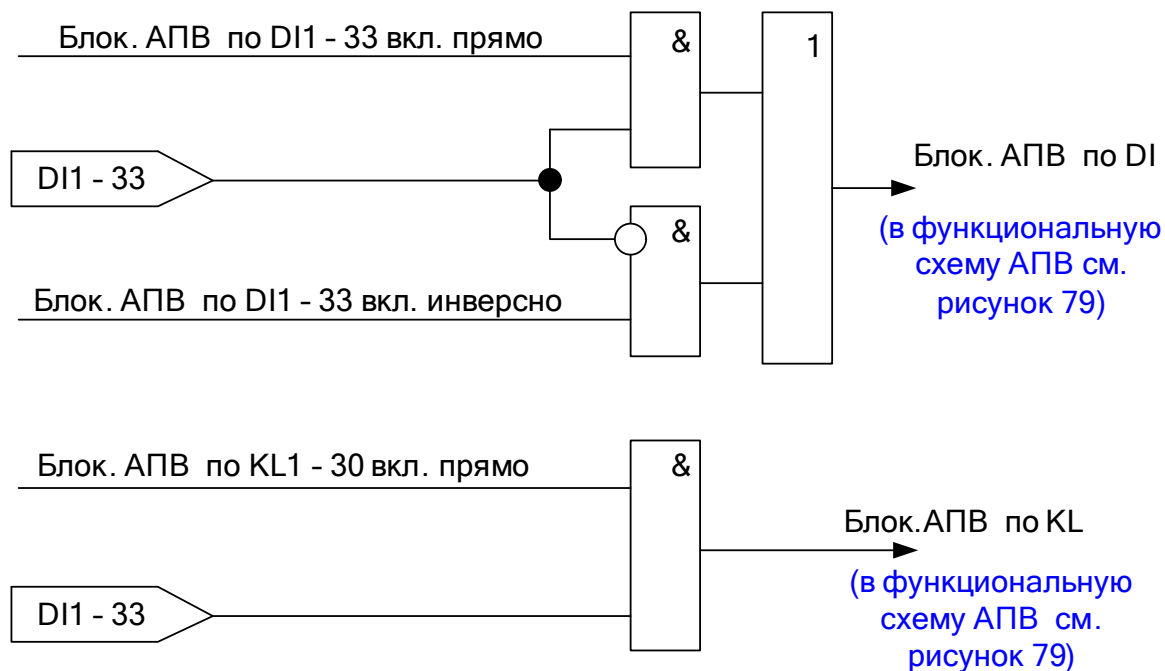 Блок. АПВ по DI1 - 33 вкл. прямо
&
1
DI1 - 33
Блок. АПВ по DI
(в функциональную
схему АПВ см.
рисунок 79)
&
Блок. АПВ по DI1 - 33 вкл. инверсно
Блок. АПВ по KL1 - 30 вкл. прямо
&
Блок.АПВ по KL
(в функциональную
схему АПВ см.
рисунок 79)
DI1 - 33